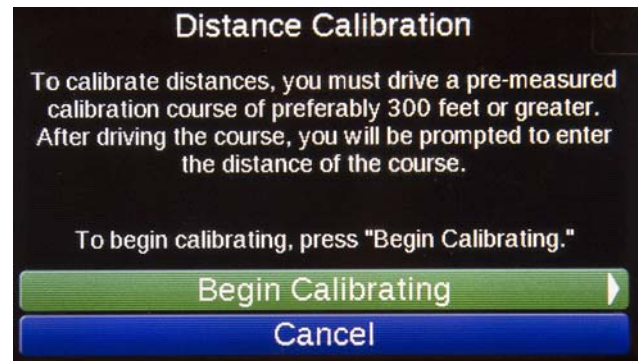 Distance Calibration
To calibrate distances, you must drive a pre-measured
calibration course of preferably 300 feet or greater.
After driving the course, you will be prompted to enter
the distance of the course.
To begin calibrating, press "Begin Calibrating."
Begin Calibrating
Cancel